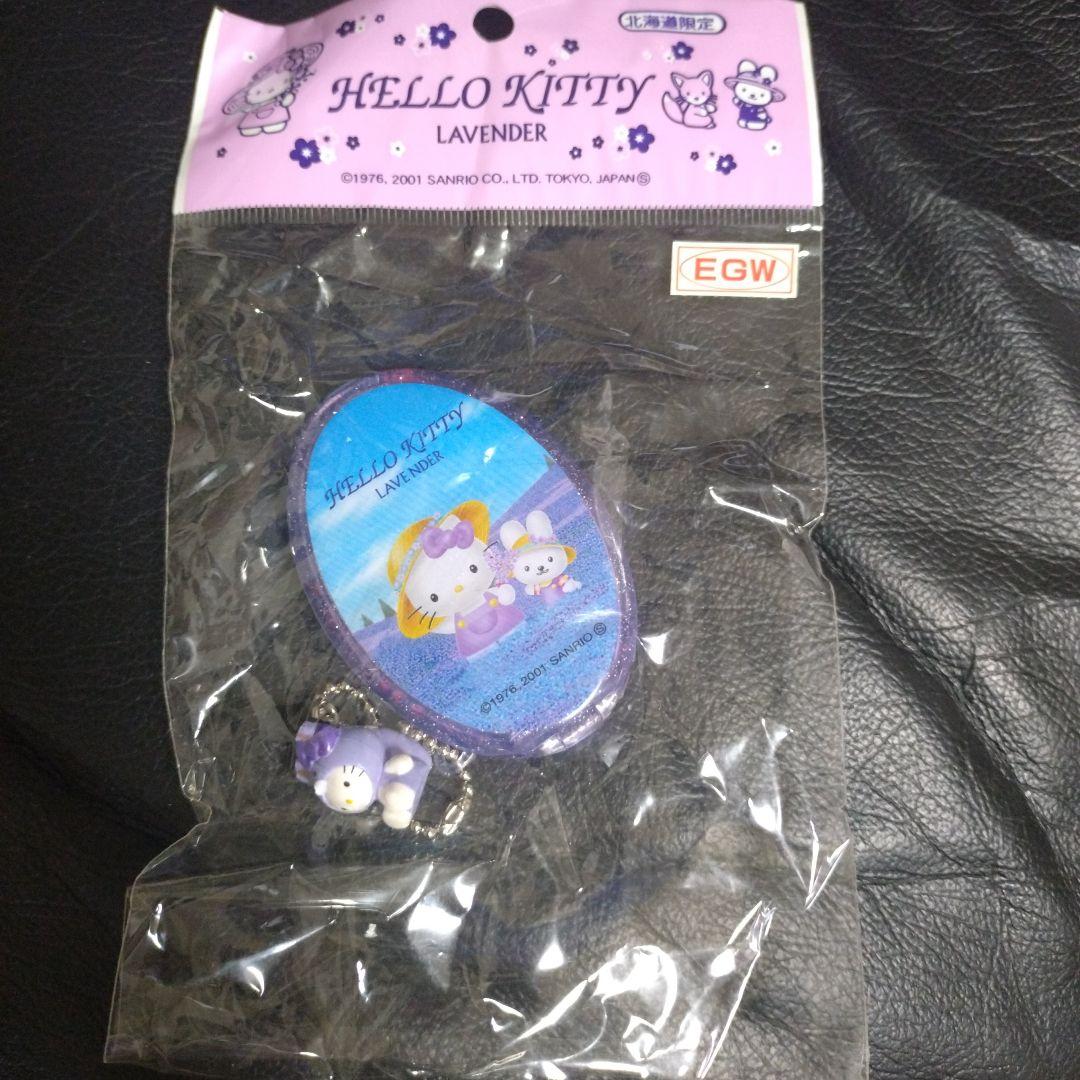 北海道限定
HELLO KITTY
LAVENDER
©1976, 2001 SANRIO CO., LTD. TOKYO, JAPAN Ⓢ
EGW
HELLO KITTY
LAVENDER
©1976, 2001 SANRIO Ⓢ